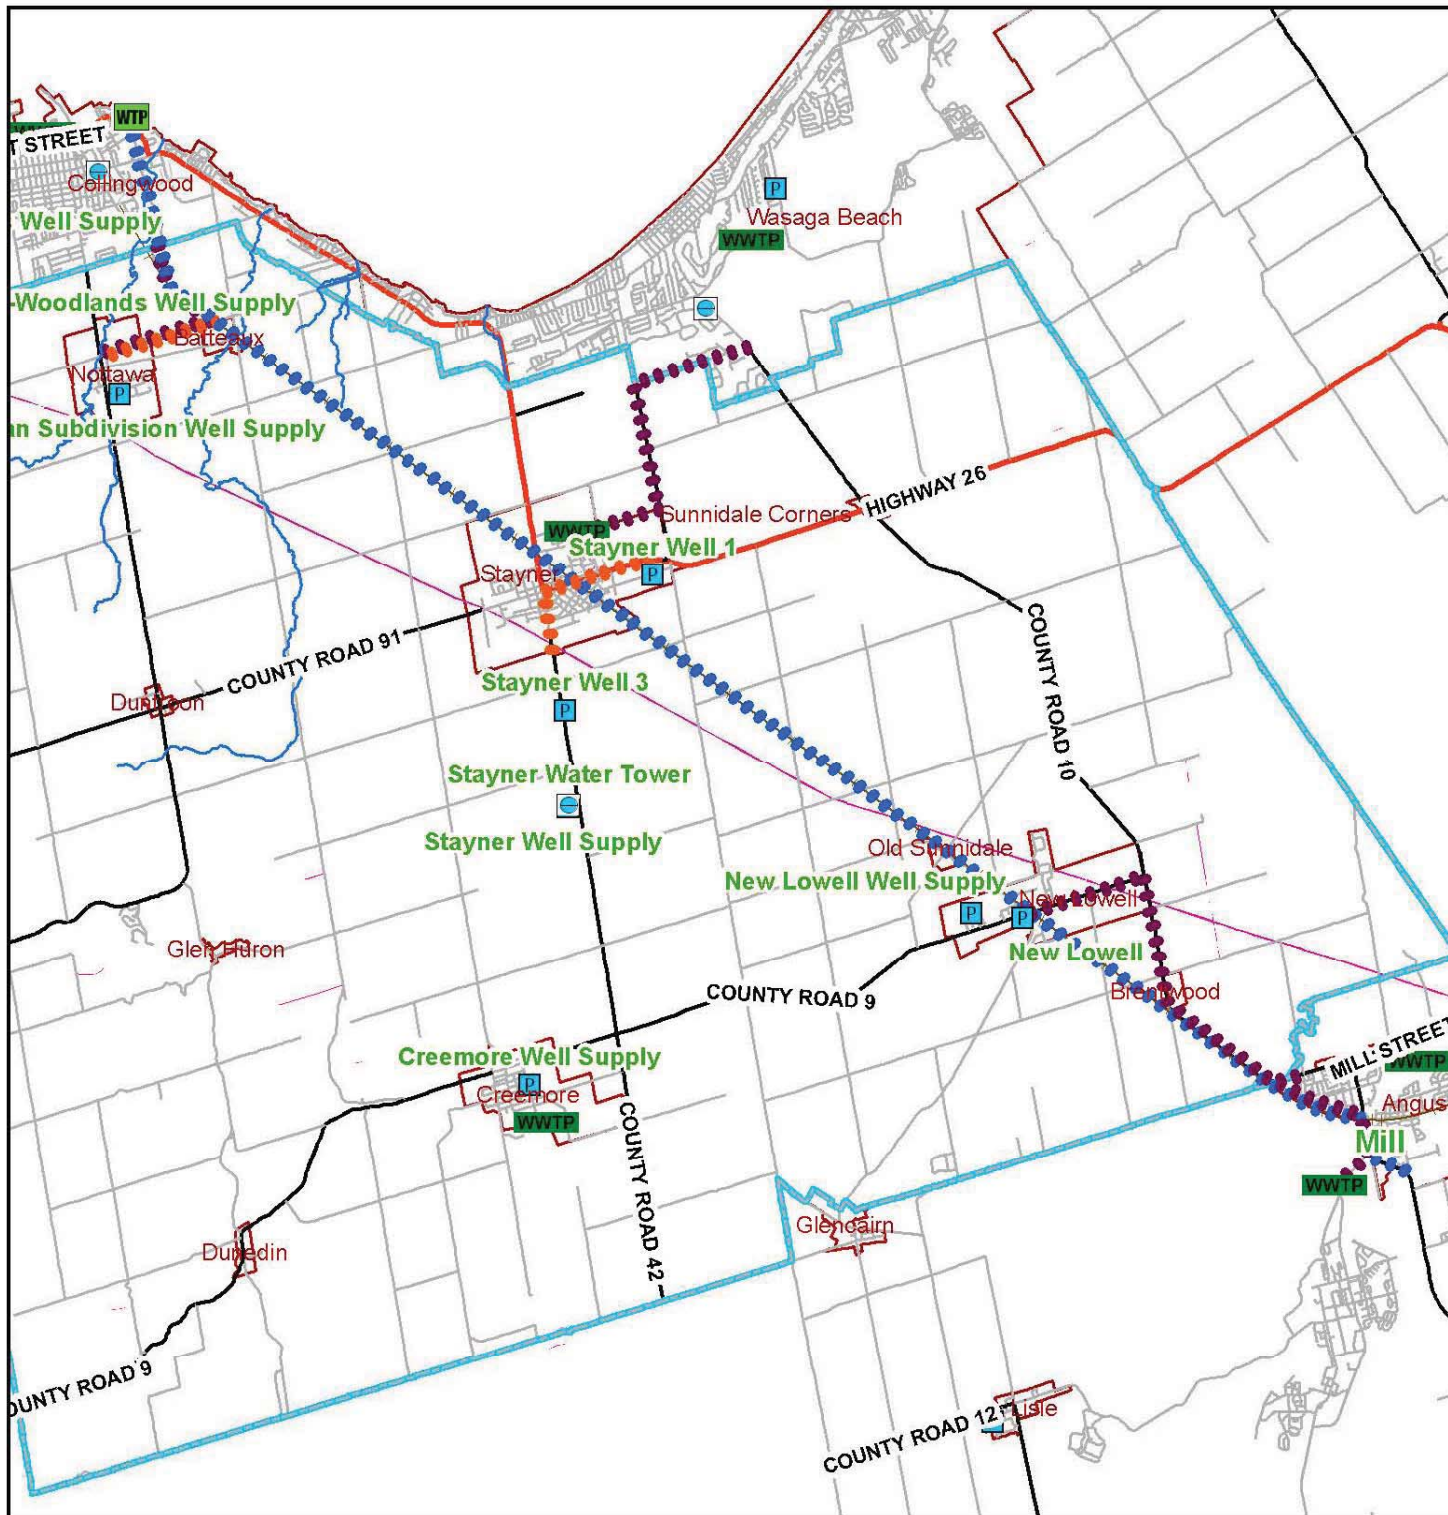 WTP
T STREET
Collingwood
P
Wasaga Beach
Well Supply
WWTP
-Woodlands Well Supply
Batteaux
Nottawa
P
an Subdivision Well Supply
HIGHWAY 26
Sunnidale Corners
WWTP
Stayner Well 1
Stayner
P
COUNTY ROAD 91
Stayner Well 3
Duntroon
P
COUNTY ROAD 10
Stayner Water Tower
Stayner Well Supply
Old Sunnidale
New Lowell Well Supply
New Lowell
P
P
Glen Huron
New Lowell
Brentwood
COUNTY ROAD 9
MILL STREET
Creemore Well Supply
WWTP
P
Creemore
Angus
WWTP
Mill
COUNTY ROAD 42
WWTP
Glencairn
Dunedin
OUNTY ROAD 9
Lisle
COUNTY ROAD 12